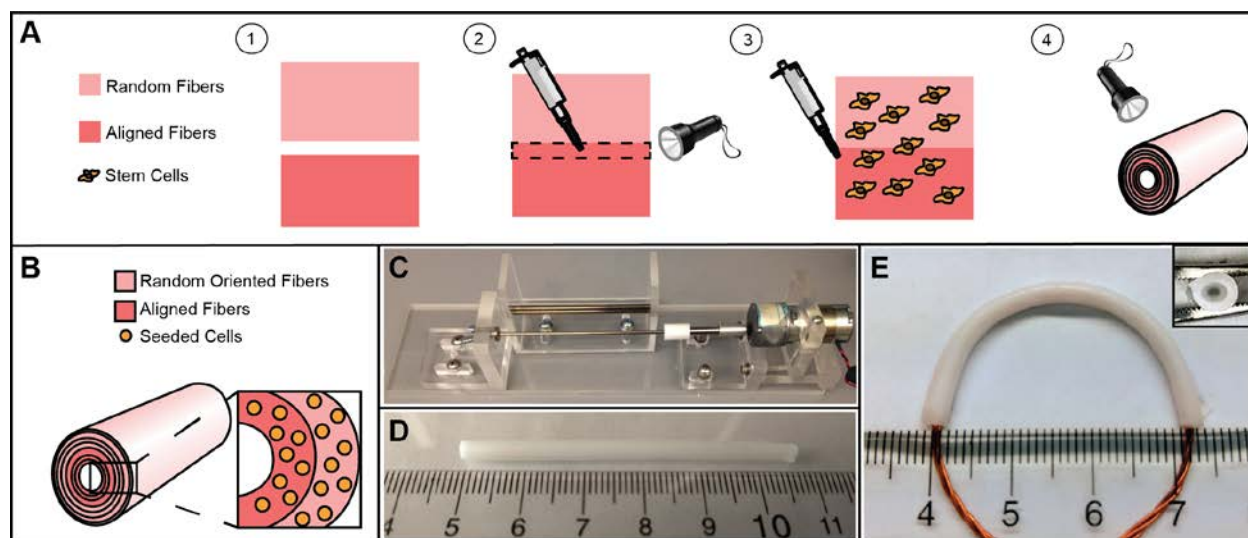 A
1
2
3
4
Random Fibers
Aligned Fibers
Stem Cells
B
Random Oriented Fibers
Aligned Fibers
Seeded Cells
C
D
4 5 6 7 8 9 10 11
E
4 5 6 7